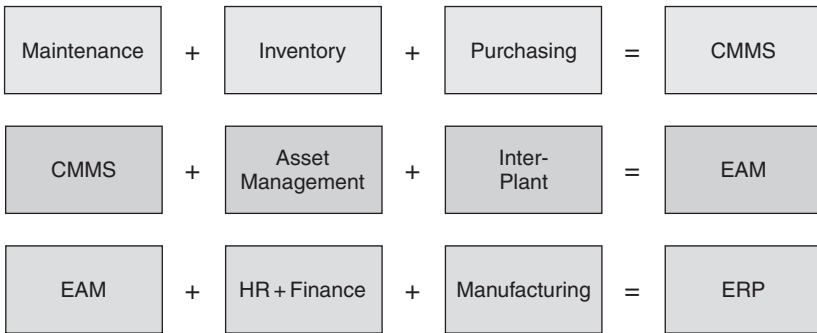 Maintenance + Inventory + Purchasing = CMMS
CMMS + Asset Management + Inter-Plant = EAM
EAM + HR + Finance + Manufacturing = ERP